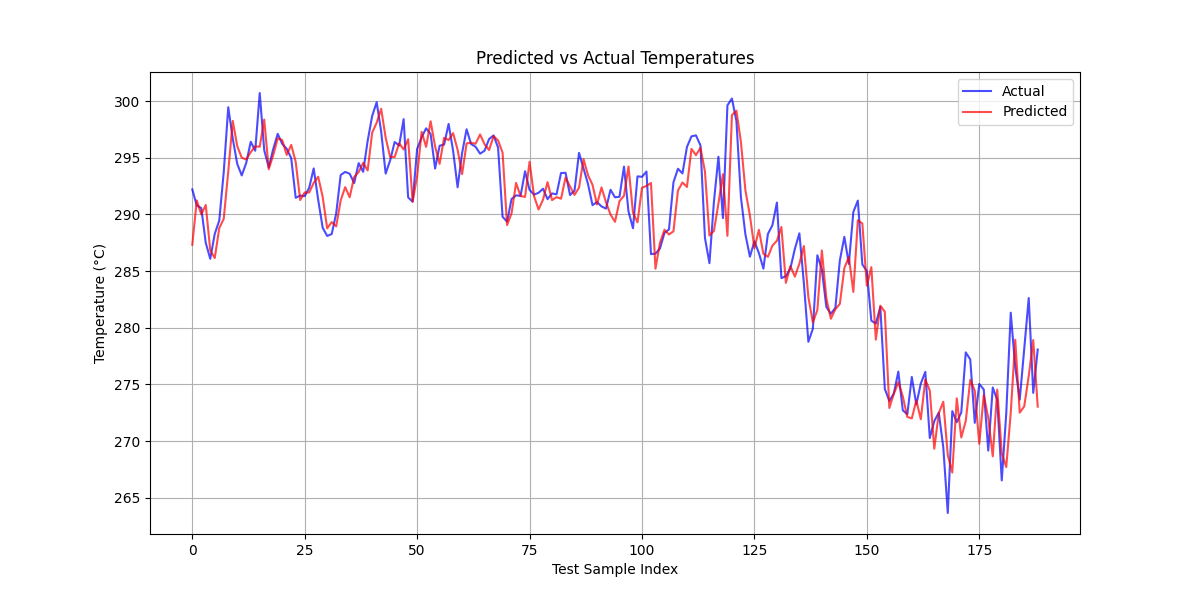 Predicted vs Actual Temperatures
Actual
Predicted
Temperature (°C)
300
295
290
285
280
275
270
265
0 25 50 75 100 125 150 175
Test Sample Index